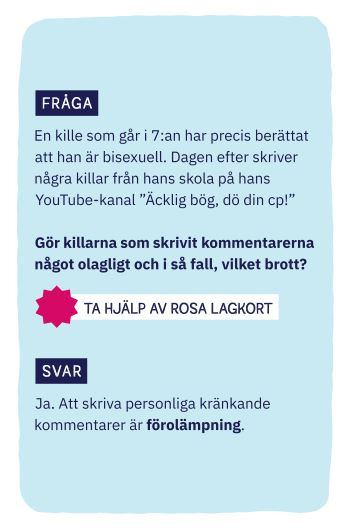 FRÅGA
En kille som går i 7:an har precis berättat
att han är bisexuell. Dagen efter skriver
några killar från hans skola på hans
YouTube-kanal ”Äcklig bög, dö din cp!”
Gör killarna som skrivit kommentarerna
något olagligt och i så fall, vilket brott?
TA HJÄLP AV ROSA LAGKORT
SVAR
Ja. Att skriva personliga kränkande
kommentarer är förolämpning.